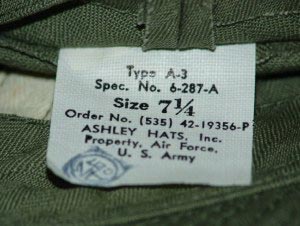 Type A-3
Spec. No. 6-287-A
Size 7¼
Order No. (535) 42-19356-P
ASHLEY HATS, Inc.
Property, Air Force,
U. S. Army